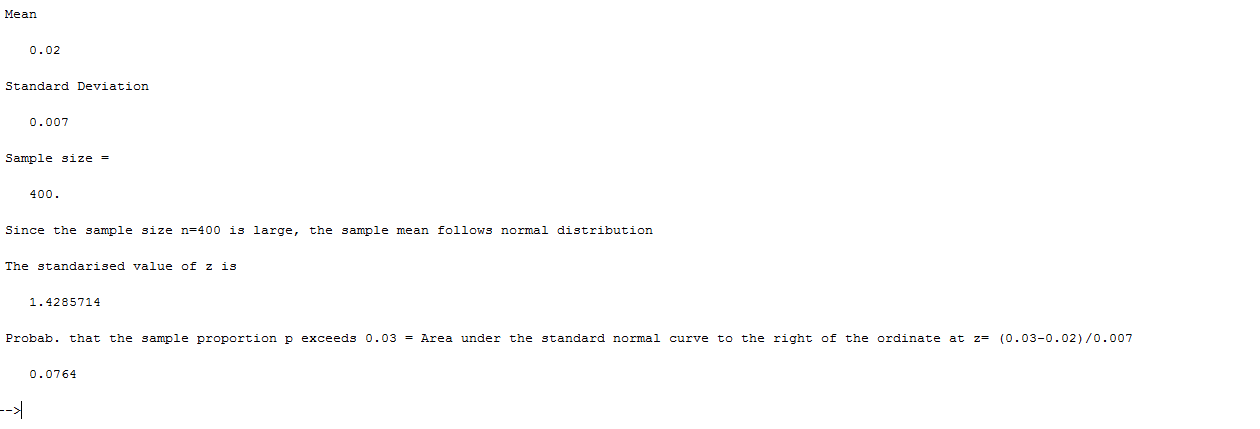 Mean
0.02
Standard Deviation
0.007
Sample size =
400.
Since the sample size n=400 is large, the sample mean follows normal distribution
The standarised value of z is
1.4285714
Probab. that the sample proportion p exceeds 0.03 = Area under the standard normal curve to the right of the ordinate at z= (0.03-0.02)/0.007
0.0764
-->